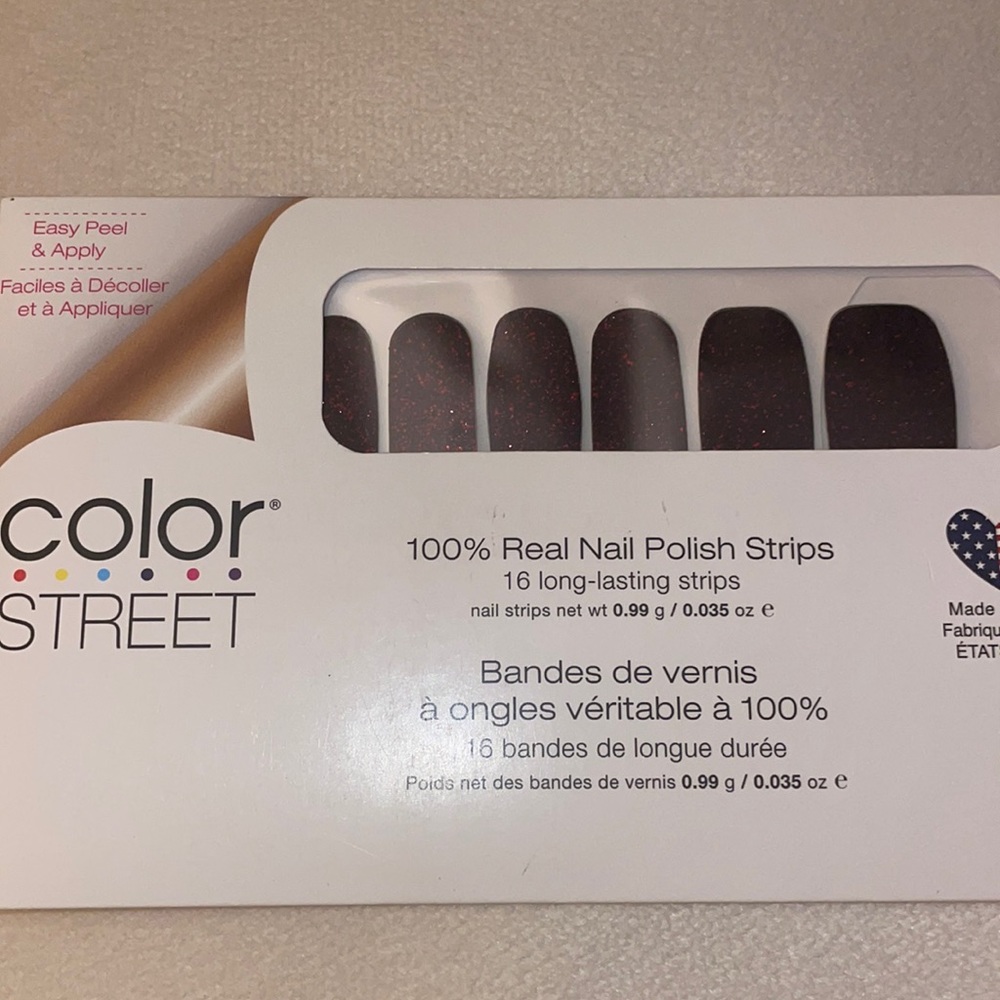 Easy Peel
& Apply
Faciles à Décoller
et à Appliquer
color®
STREET
100% Real Nail Polish Strips
16 long-lasting strips
nail strips net wt 0.99 g / 0.035 oz e
Bandes de vernis
à ongles véritable à 100%
16 bandes de longue durée
Poids net des bandes de vernis 0.99 g / 0.035 oz e
Made